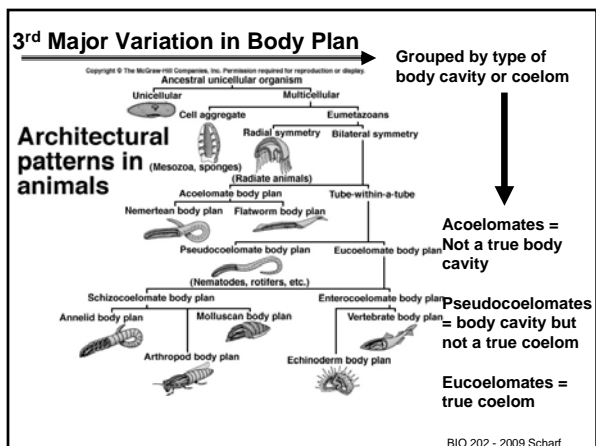 3rd Major Variation in Body Plan
Grouped by type of
body cavity or coelom
Copyright © The McGraw-Hill Companies, Inc. Permission required for reproduction or display.
Ancestral unicellular organism
Unicellular
Multicellular
Cell aggregate
Eumetazoans
Radial symmetry
Bilateral symmetry
Architectural
patterns in
animals
(Mesozoa, sponges)
(Radiate animals)
Acoelomate body plan
Tube-within-a-tube
Nemertean body plan
Flatworm body plan
Pseudocoelomate body plan
Eucoelomate body plan
(Nematodes, rotifers, etc.)
Schizocoelomate body plan
Enterocoelomate body plan
Annelid body plan
Molluscan body plan
Vertebrate body plan
Arthropod body plan
Echinoderm body plan
Acoelomates =
Not a true body
cavity
Pseudocoelomates
= body cavity but
not a true coelom
Eucoelomates =
true coelom
BIO 202 - 2009 Scharf